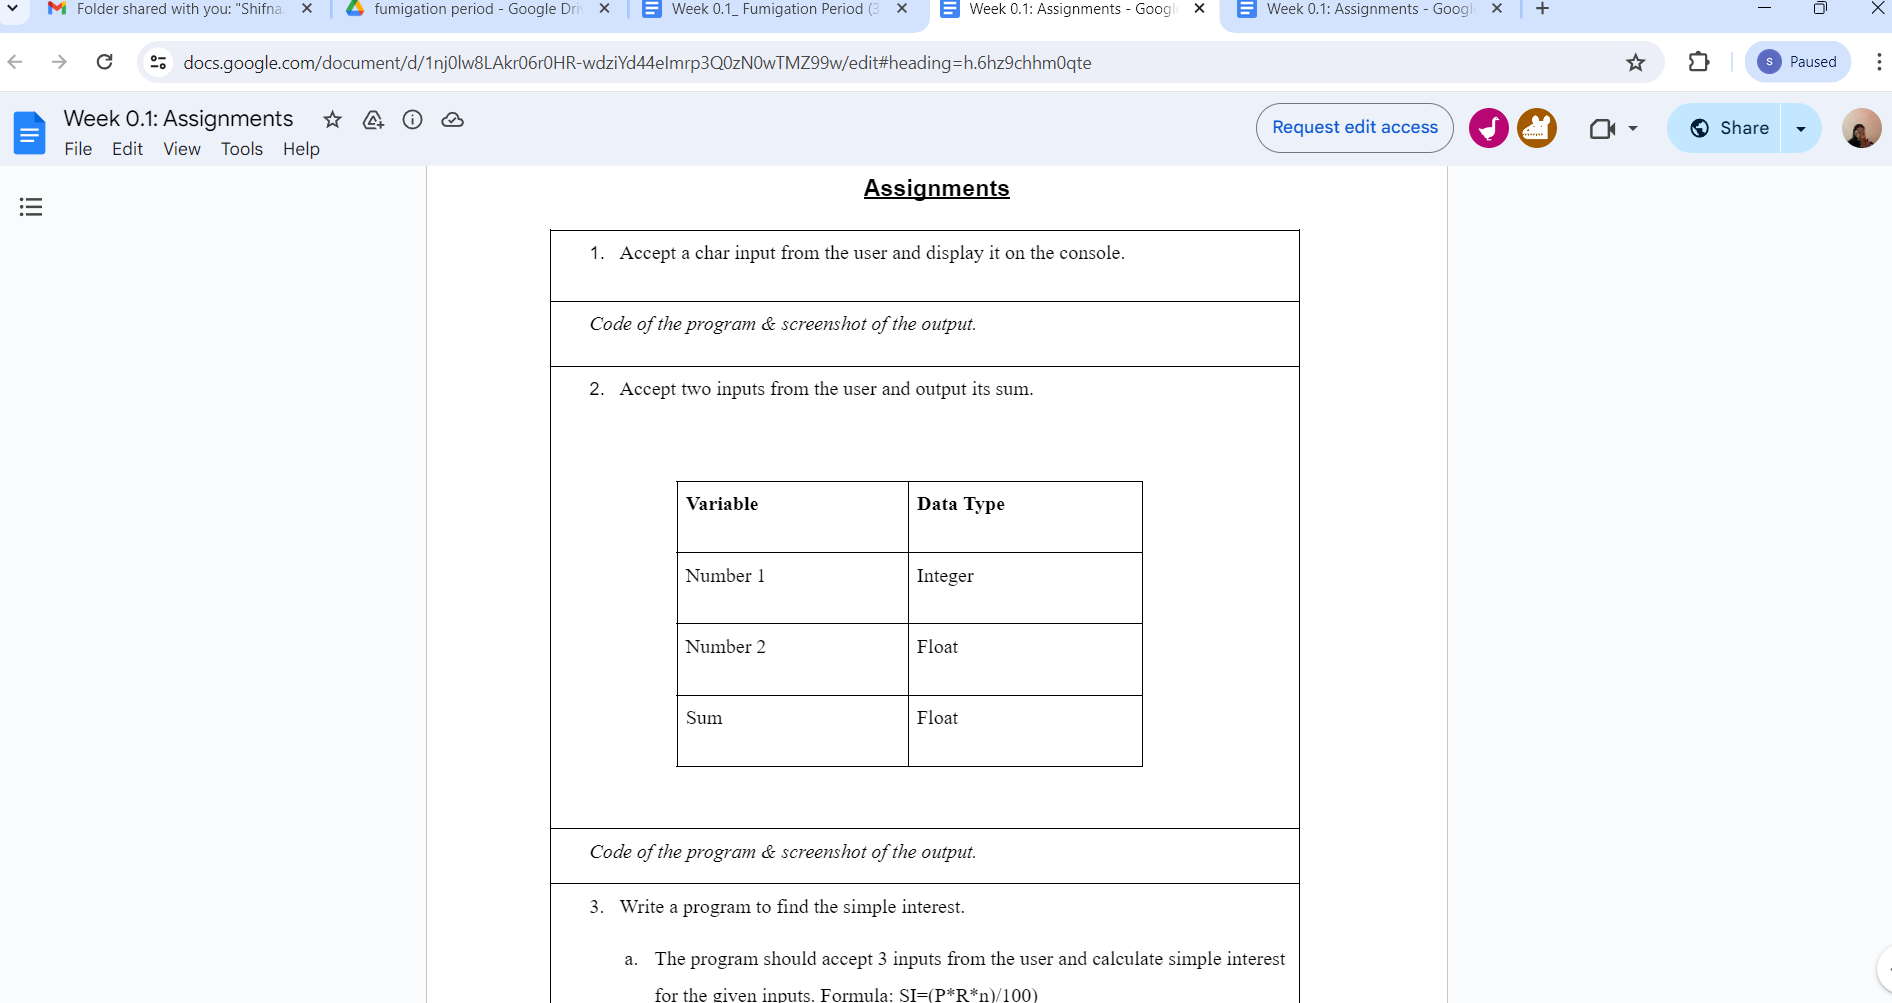 Folder shared with you: "Shifna
fumigation period - Google Dri
Week 0.1_ Fumigation Period (3
Week 0.1: Assignments - Googl
Week 0.1: Assignments - Googl
docs.google.com/document/d/1nj0lw8LAkr06r0HR-wdziYd44eImrp3Q0zN0wTMZ99w/edit#heading=h.6hz9chhm0qte
S Paused
Week 0.1: Assignments
File Edit View Tools Help
Request edit access
Share
Assignments
1. Accept a char input from the user and display it on the console.
Code of the program & screenshot of the output.
2. Accept two inputs from the user and output its sum.
Variable Data Type
Number 1 Integer
Number 2 Float
Sum Float
Code of the program & screenshot of the output.
3. Write a program to find the simple interest.
a. The program should accept 3 inputs from the user and calculate simple interest
for the given inputs. Formula: SI=(P*R*n)/100)